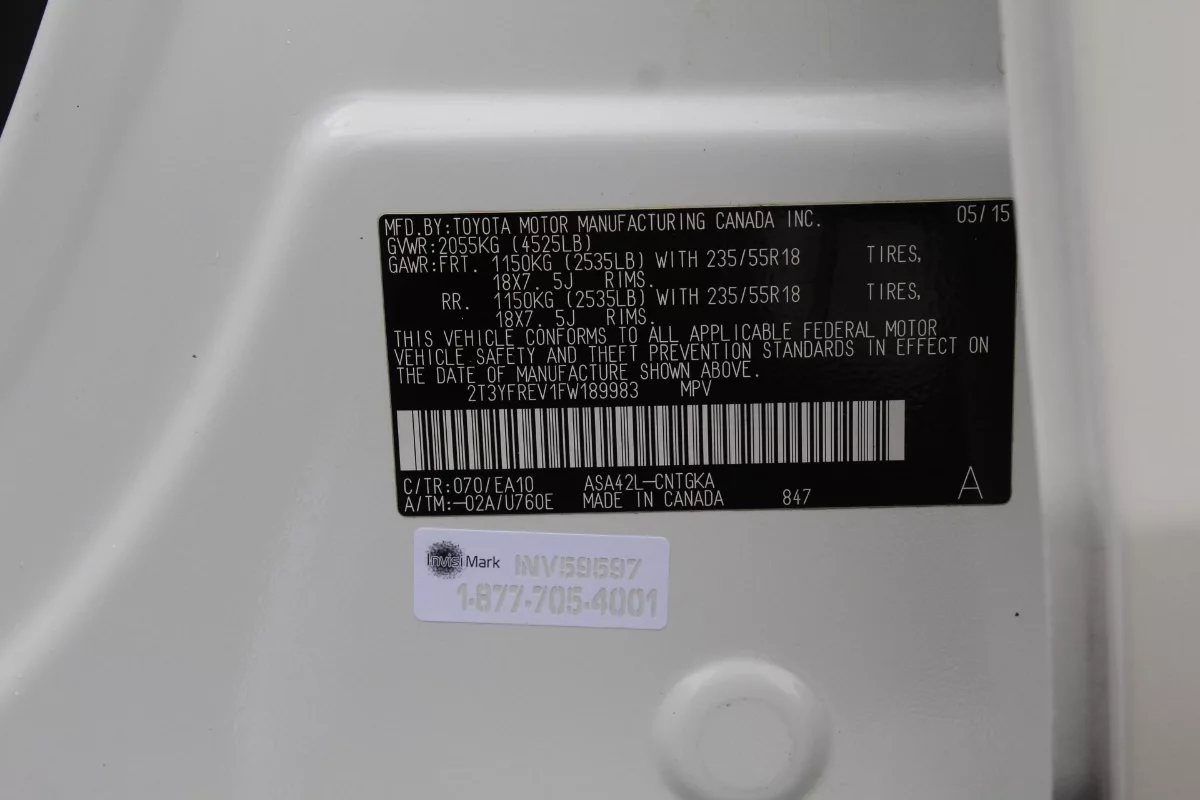 MFD.BY:TOYOTA MOTOR MANUFACTURING CANADA INC. 05/15
GVWR:2055KG (4525LB)
GAWR:FRT. 1150KG (2535LB) WITH 235/55R18 TIRES,
18X7. 5J RIMS.
RR. 1150KG (2535LB) WITH 235/55R18 TIRES,
18X7. 5J RIMS.
THIS VEHICLE CONFORMS TO ALL APPLICABLE FEDERAL MOTOR
VEHICLE SAFETY AND THEFT PREVENTION STANDARDS IN EFFECT ON
THE DATE OF MANUFACTURE SHOWN ABOVE.
2T3YFREV1FW189983 MPV
C/TR:070/EA10 ASA42L-CNTGKA
A/TM:-02A/U760E MADE IN CANADA 847 A
InvisiMark INV59597
1-877-705-4001